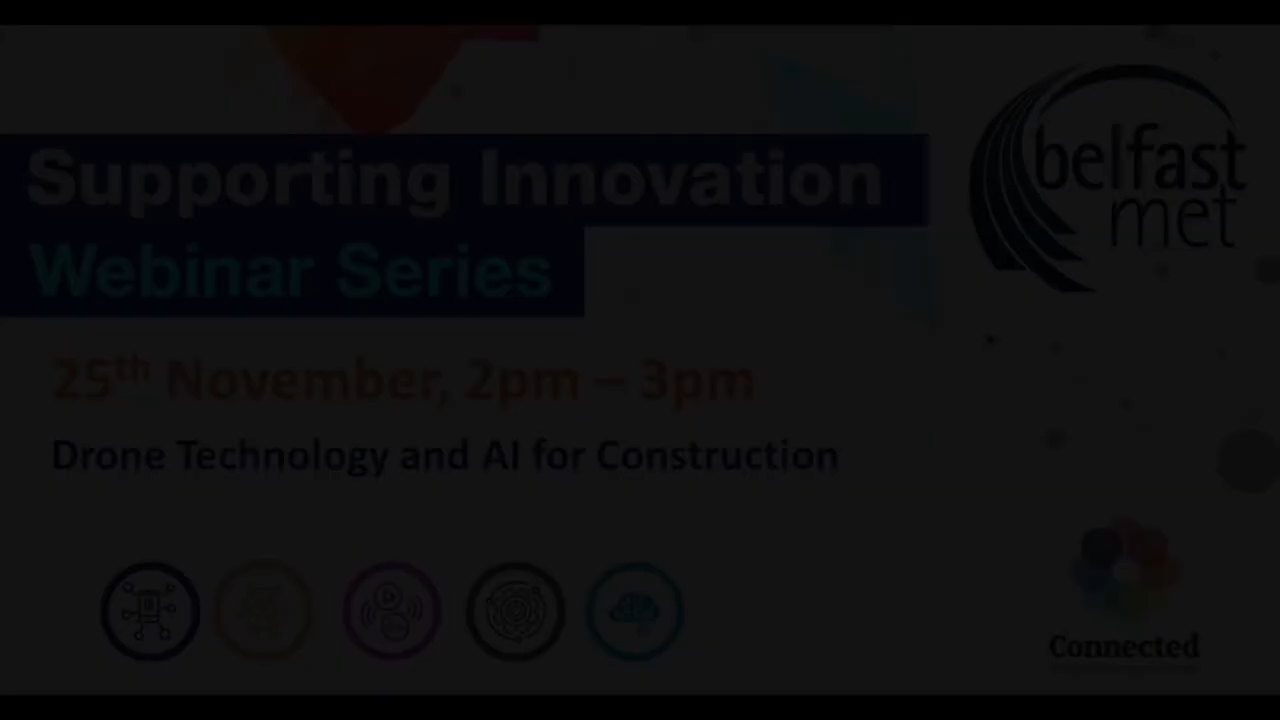 Supporting Innovation
Webinar Series
belfast
met
25th November, 2pm – 3pm
Drone Technology and AI for Construction
Connected